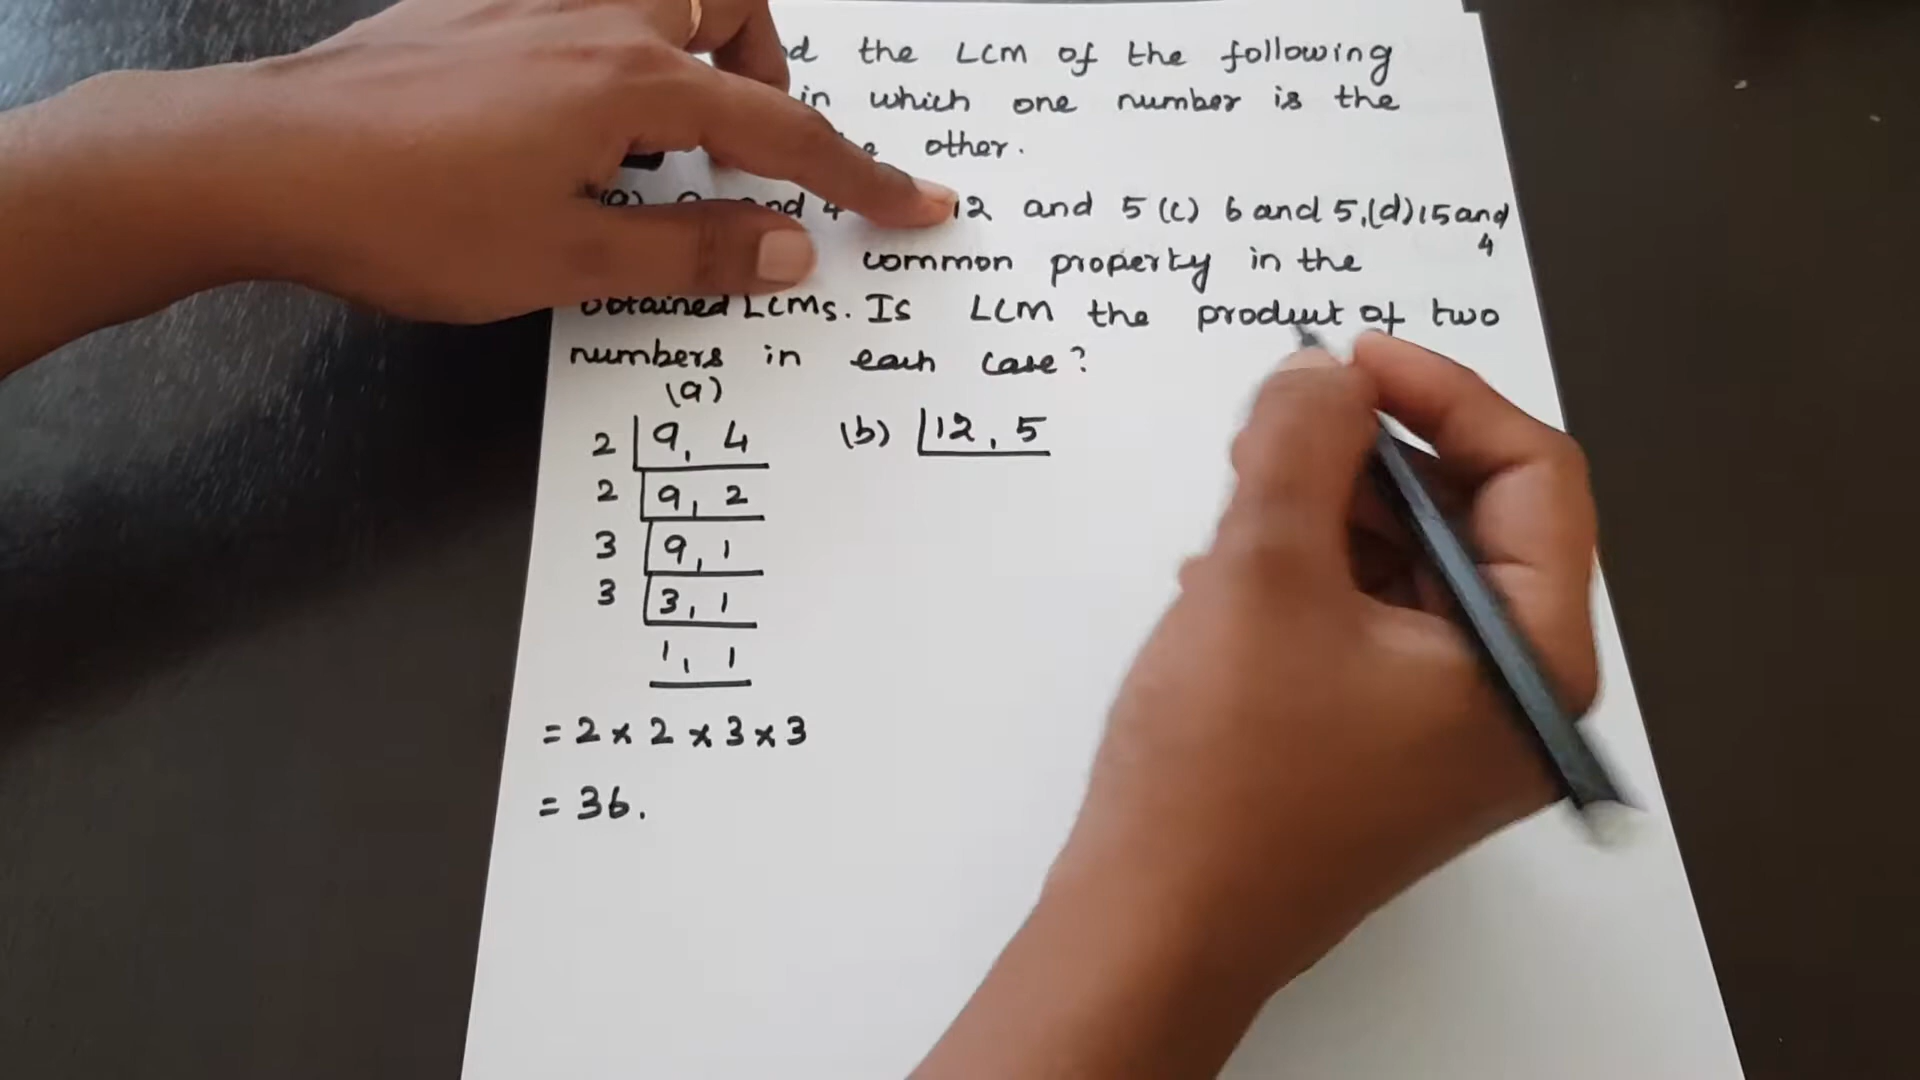 the LCM of the following
in which one number is the
other.
and 4 12 and 5 (c) 6 and 5,(d)15 and
4
common property in the
obtained LCMs. Is LCM the product of two
numbers in each case?
(a)
2 9, 4 (b) 12, 5
2 9, 2
3 9, 1
3 3, 1
1, 1
= 2 × 2 × 3 × 3
= 36.